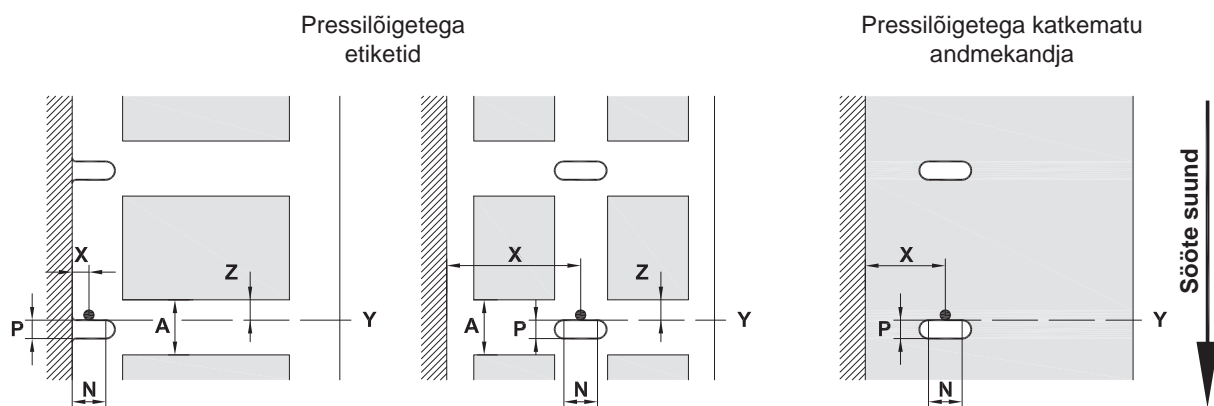 Pressilõigetega
etiketid
Pressilõigetega katkematu
andmekandja
X
Z
P
A
Y
N
X
Z
A
P
Y
N
X
P
Y
N
Sööte suund